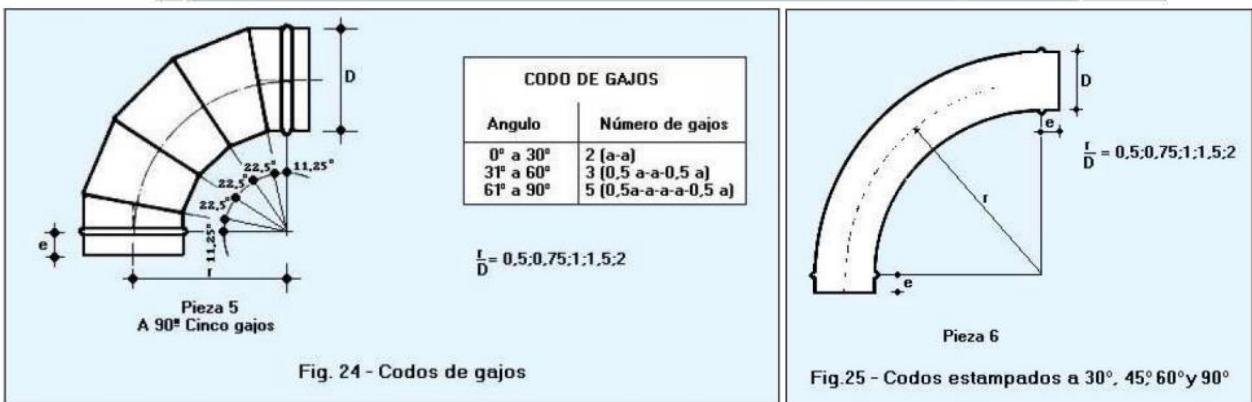 D
CODO DE GAJOS
Angulo Número de gajos
0° a 30° 2 (a-a)
31° a 60° 3 (0,5 a-a-0,5 a)
61° a 90° 5 (0,5a-a-a-a-0,5 a)
11,25°
22,5°
22,5°
22,5°
11,25°
e
r
r/D = 0,5;0,75;1;1,5;2
Pieza 5
A 90º Cinco gajos
Fig. 24 - Codos de gajos
D
e
r/D = 0,5;0,75;1;1,5;2
r
e
Pieza 6
Fig.25 - Codos estampados a 30°, 45° 60° y 90°